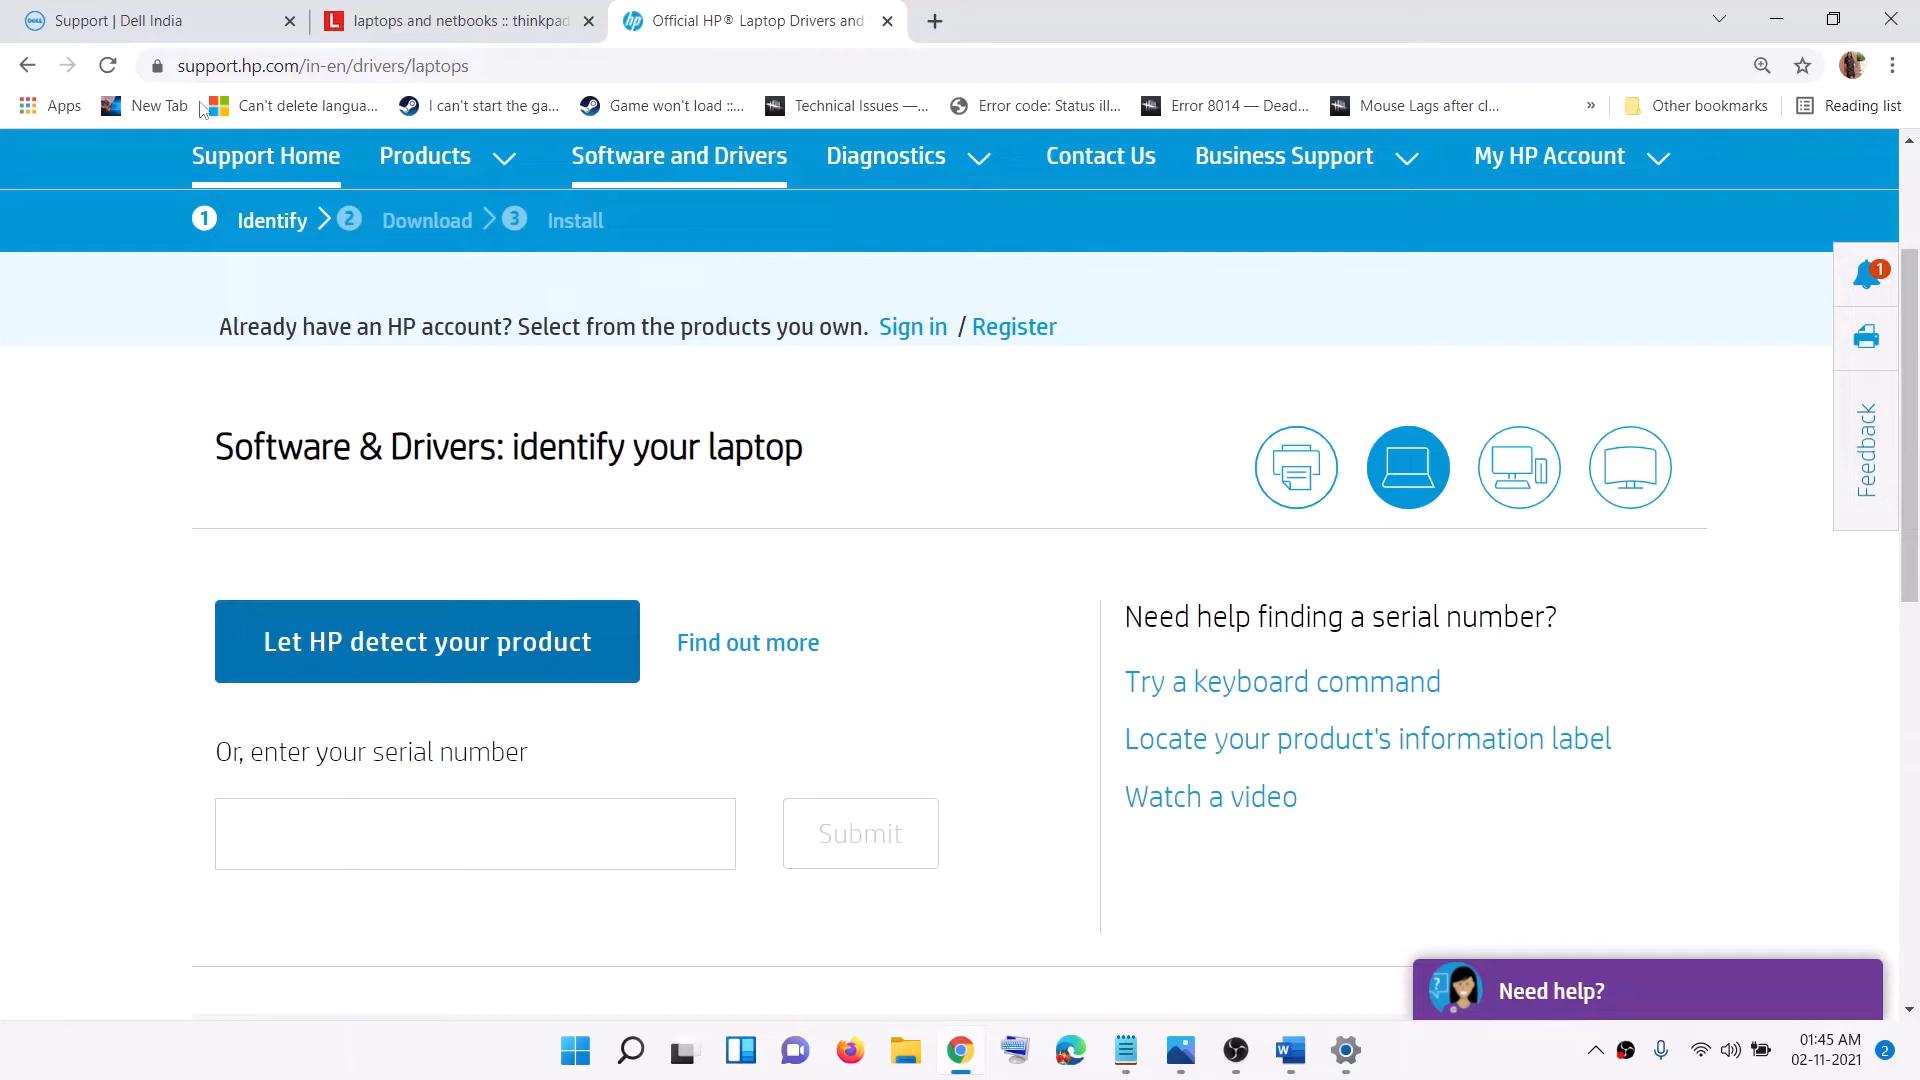 Support | Dell India
laptops and netbooks :: thinkpad
Official HP® Laptop Drivers and
support.hp.com/in-en/drivers/laptops
Apps
New Tab
Can't delete langua...
I can't start the ga...
Game won't load ::...
Technical Issues —...
Error code: Status ill...
Error 8014 — Dead...
Mouse Lags after cl...
»
Other bookmarks
Reading list
Support Home
Products
Software and Drivers
Diagnostics
Contact Us
Business Support
My HP Account
1 Identify
2 Download
3 Install
1
Already have an HP account? Select from the products you own. Sign in / Register
Feedback
Software & Drivers: identify your laptop
Let HP detect your product
Find out more
Or, enter your serial number
Submit
Need help finding a serial number?
Try a keyboard command
Locate your product's information label
Watch a video
Need help?
01:45 AM
02-11-2021
2